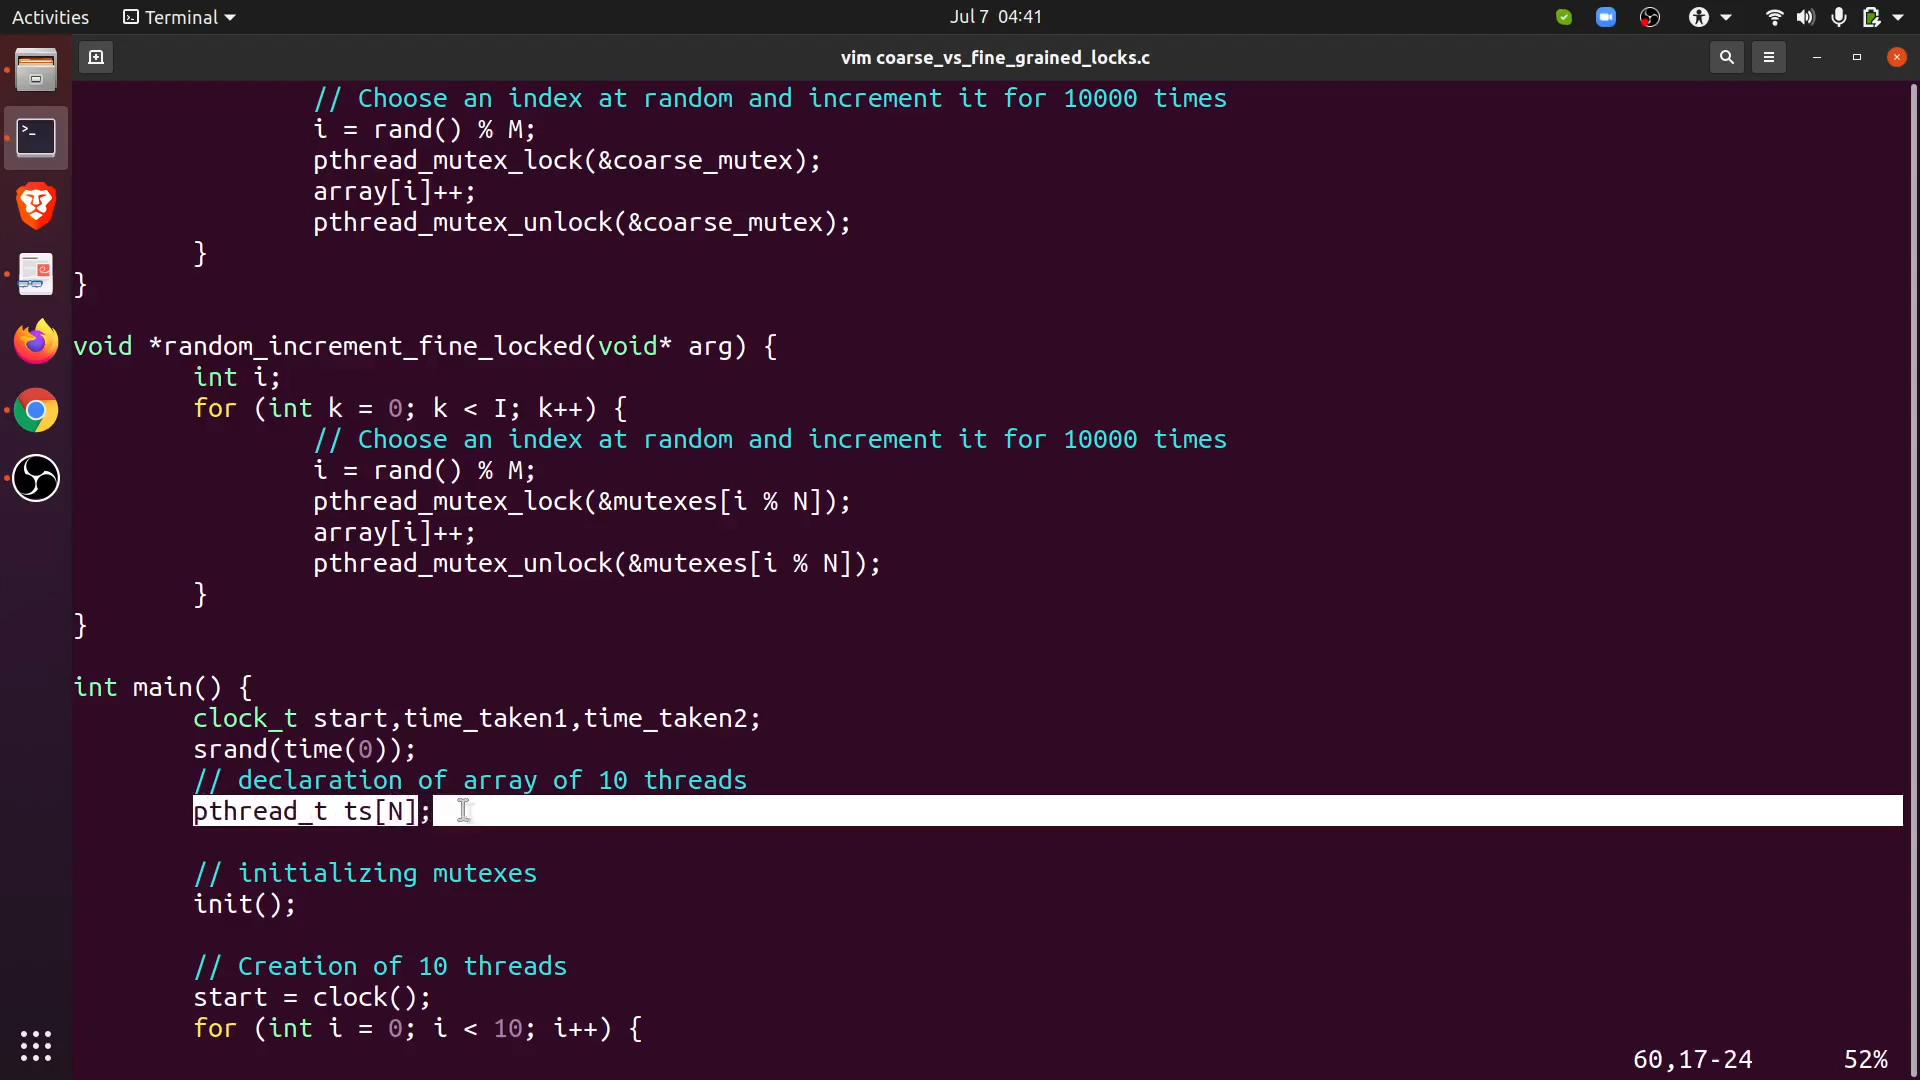 Activities
Terminal
Jul 7 04:41
vim coarse_vs_fine_grained_locks.c
// Choose an index at random and increment it for 10000 times
i = rand() % M;
pthread_mutex_lock(&coarse_mutex);
array[i]++;
pthread_mutex_unlock(&coarse_mutex);
}
}
void *random_increment_fine_locked(void* arg) {
int i;
for (int k = 0; k < I; k++) {
// Choose an index at random and increment it for 10000 times
i = rand() % M;
pthread_mutex_lock(&mutexes[i % N]);
array[i]++;
pthread_mutex_unlock(&mutexes[i % N]);
}
}
int main() {
clock_t start,time_taken1,time_taken2;
srand(time(0));
// declaration of array of 10 threads
pthread_t ts[N];
// initializing mutexes
init();
// Creation of 10 threads
start = clock();
for (int i = 0; i < 10; i++) {
60,17-24 52%